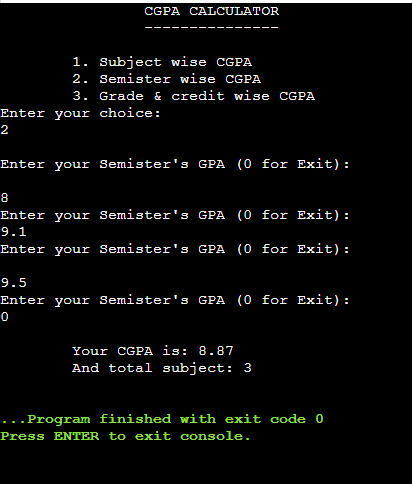 CGPA CALCULATOR
---------------
1. Subject wise CGPA
2. Semister wise CGPA
3. Grade & credit wise CGPA
Enter your choice:
2
Enter your Semister's GPA (0 for Exit):
8
Enter your Semister's GPA (0 for Exit):
9.1
Enter your Semister's GPA (0 for Exit):
9.5
Enter your Semister's GPA (0 for Exit):
0
Your CGPA is: 8.87
And total subject: 3
...Program finished with exit code 0
Press ENTER to exit console.